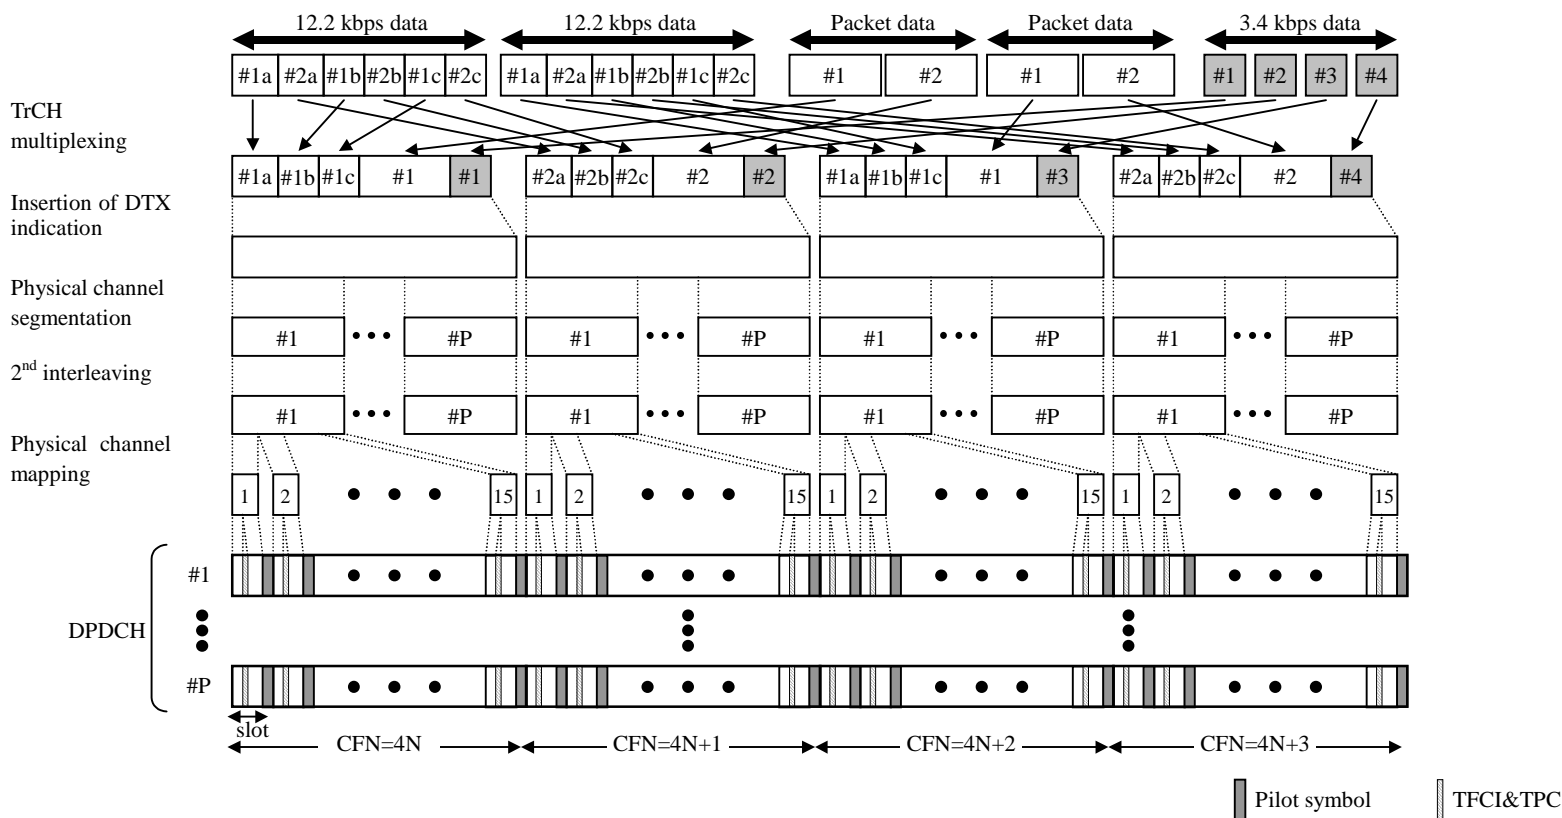 12.2 kbps data 12.2 kbps data Packet data Packet data 3.4 kbps data
#1a #2a #1b #2b #1c #2c #1a #2a #1b #2b #1c #2c #1 #2 #1 #2 #1 #2 #3 #4
TrCH
multiplexing
#1a #1b #1c #1 #1 #2a #2b #2c #2 #2 #1a #1b #1c #1 #3 #2a #2b #2c #2 #4
Insertion of DTX
indication
Physical channel
segmentation
#1 #P #1 #P #1 #P #1 #P
2nd interleaving
#1 #P #1 #P #1 #P #1 #P
Physical channel
mapping
1 2 15 1 2 15 1 2 15 1 2 15
#1
DPDCH
#P
slot
CFN=4N CFN=4N+1 CFN=4N+2 CFN=4N+3
Pilot symbol TFCI&TPC